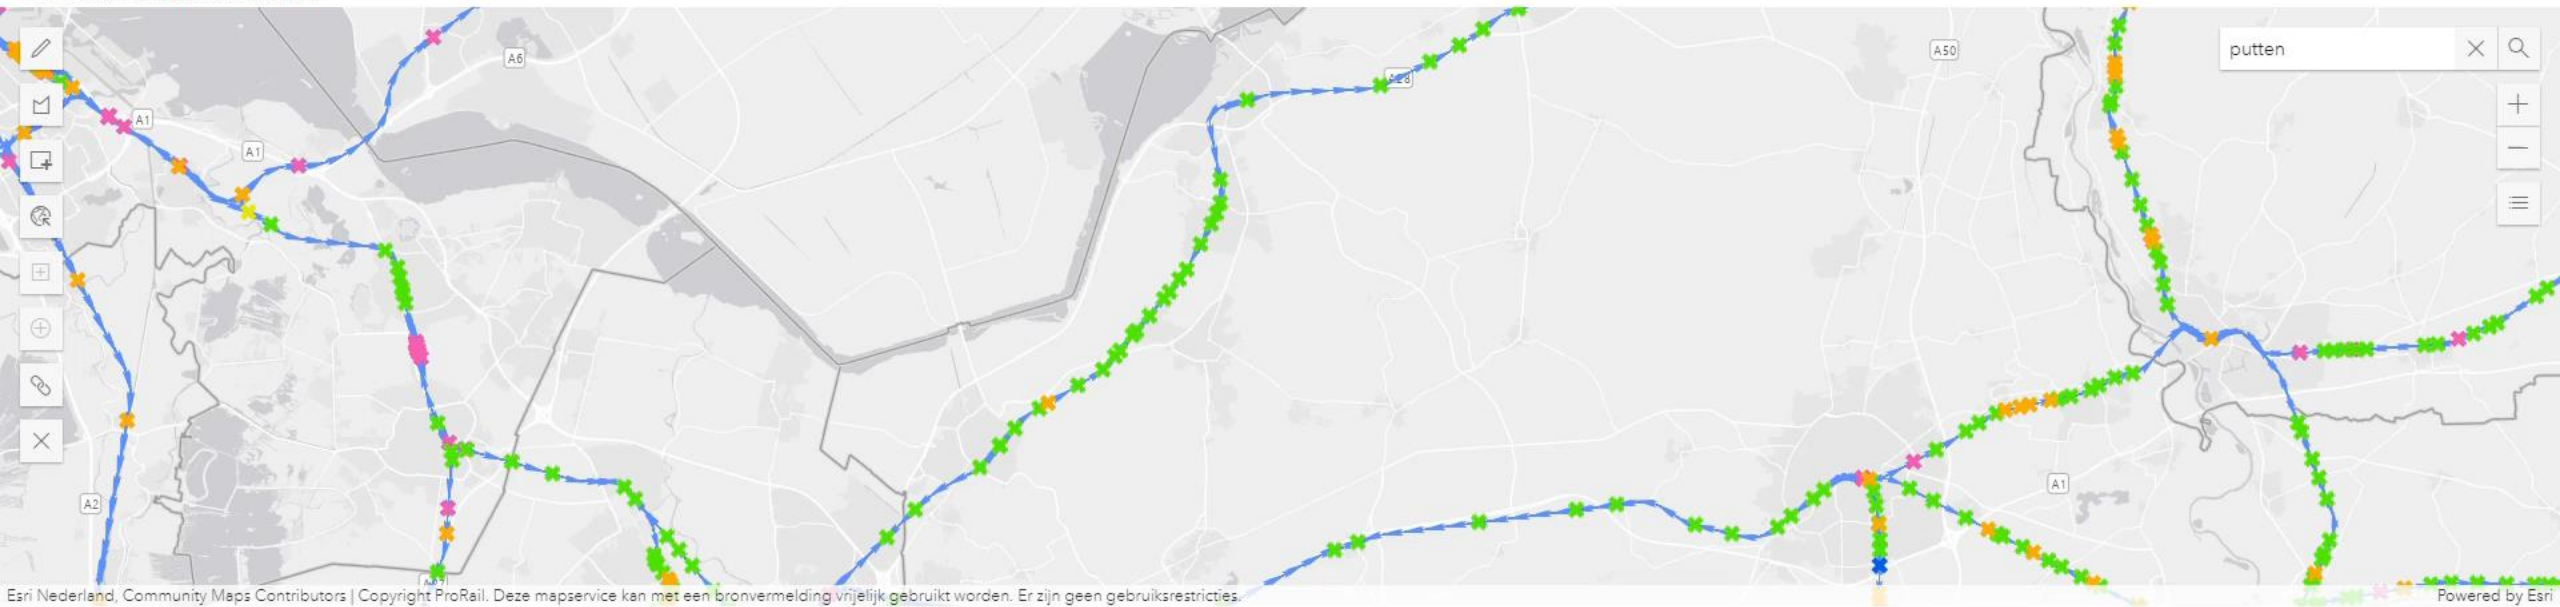 A6
A50
putten
A28
A1
A1
A1
A2
A27
Esri Nederland, Community Maps Contributors | Copyright ProRail. Deze mapservice kan met een bronvermelding vrijelijk gebruikt worden. Er zijn geen gebruiksrestricties.
Powered by Esri